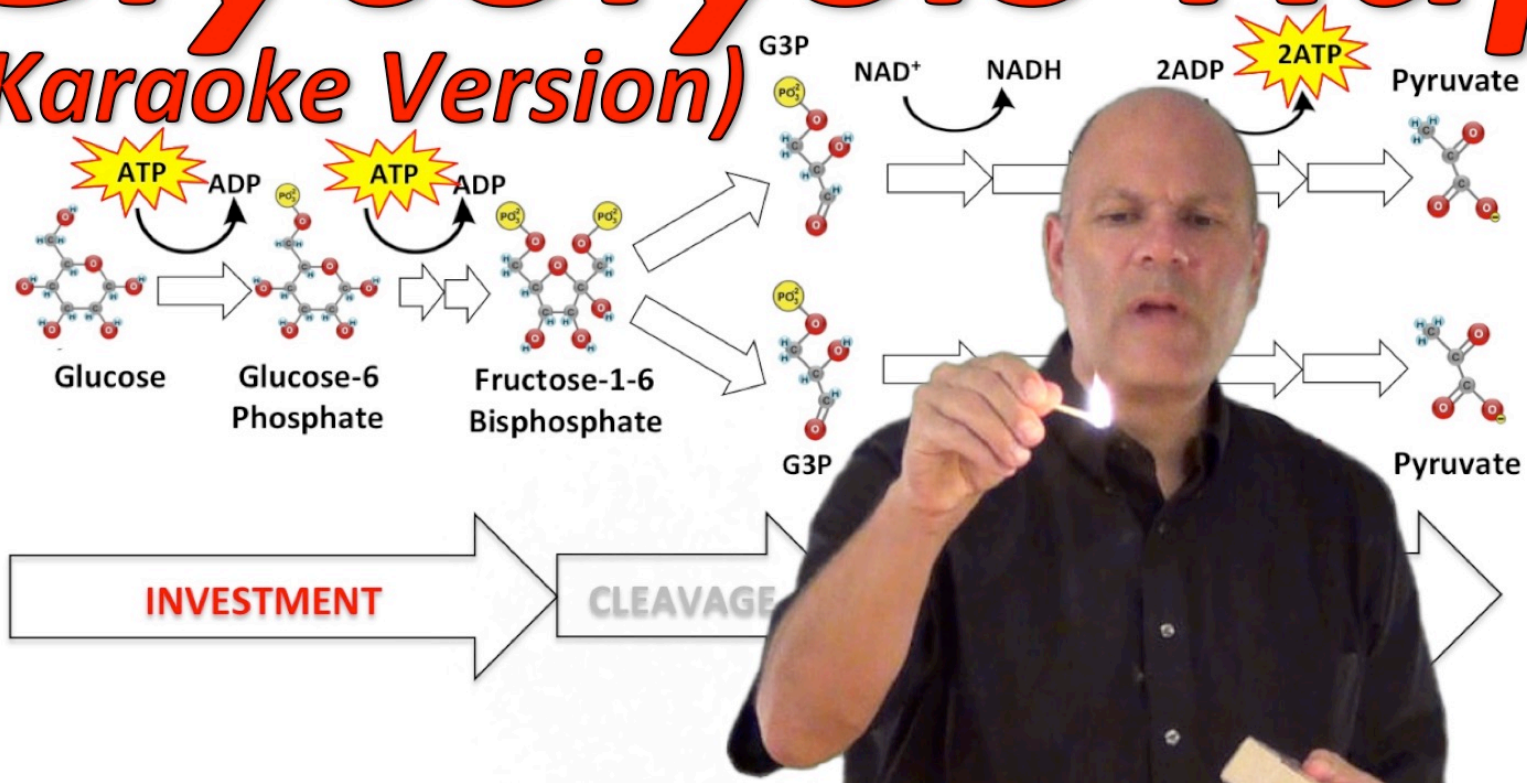 Karaoke Version)
G3P
NAD⁺ NADH
2ADP 2ATP
Pyruvate
ATP ADP
ATP ADP
Glucose
Glucose-6
Phosphate
Fructose-1-6
Bisphosphate
G3P
Pyruvate
INVESTMENT
CLEAVAGE